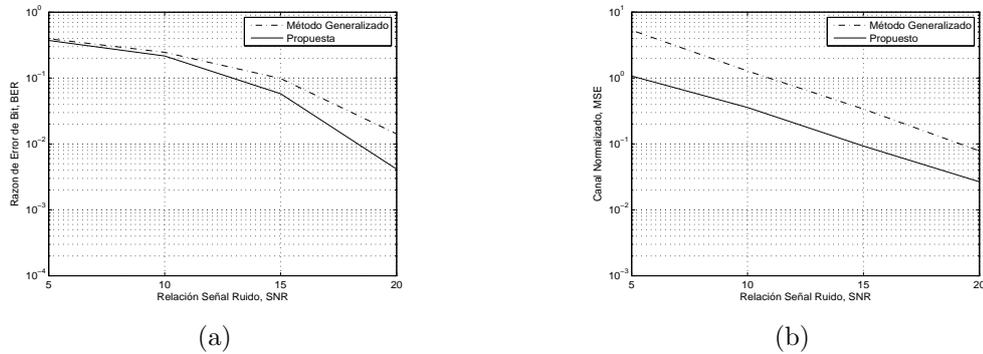 Método Generalizado
Propuesta
10^0
10^-1
10^-2
10^-3
10^-4
Razon de Error de Bit, BER
5 10 15 20
Relación Señal Ruido, SNR
(a)
Método Generalizado
Propuesto
10^1
10^0
10^-1
10^-2
10^-3
Canal Normalizado, MSE
5 10 15 20
Relación Señal Ruido, SNR
(b)